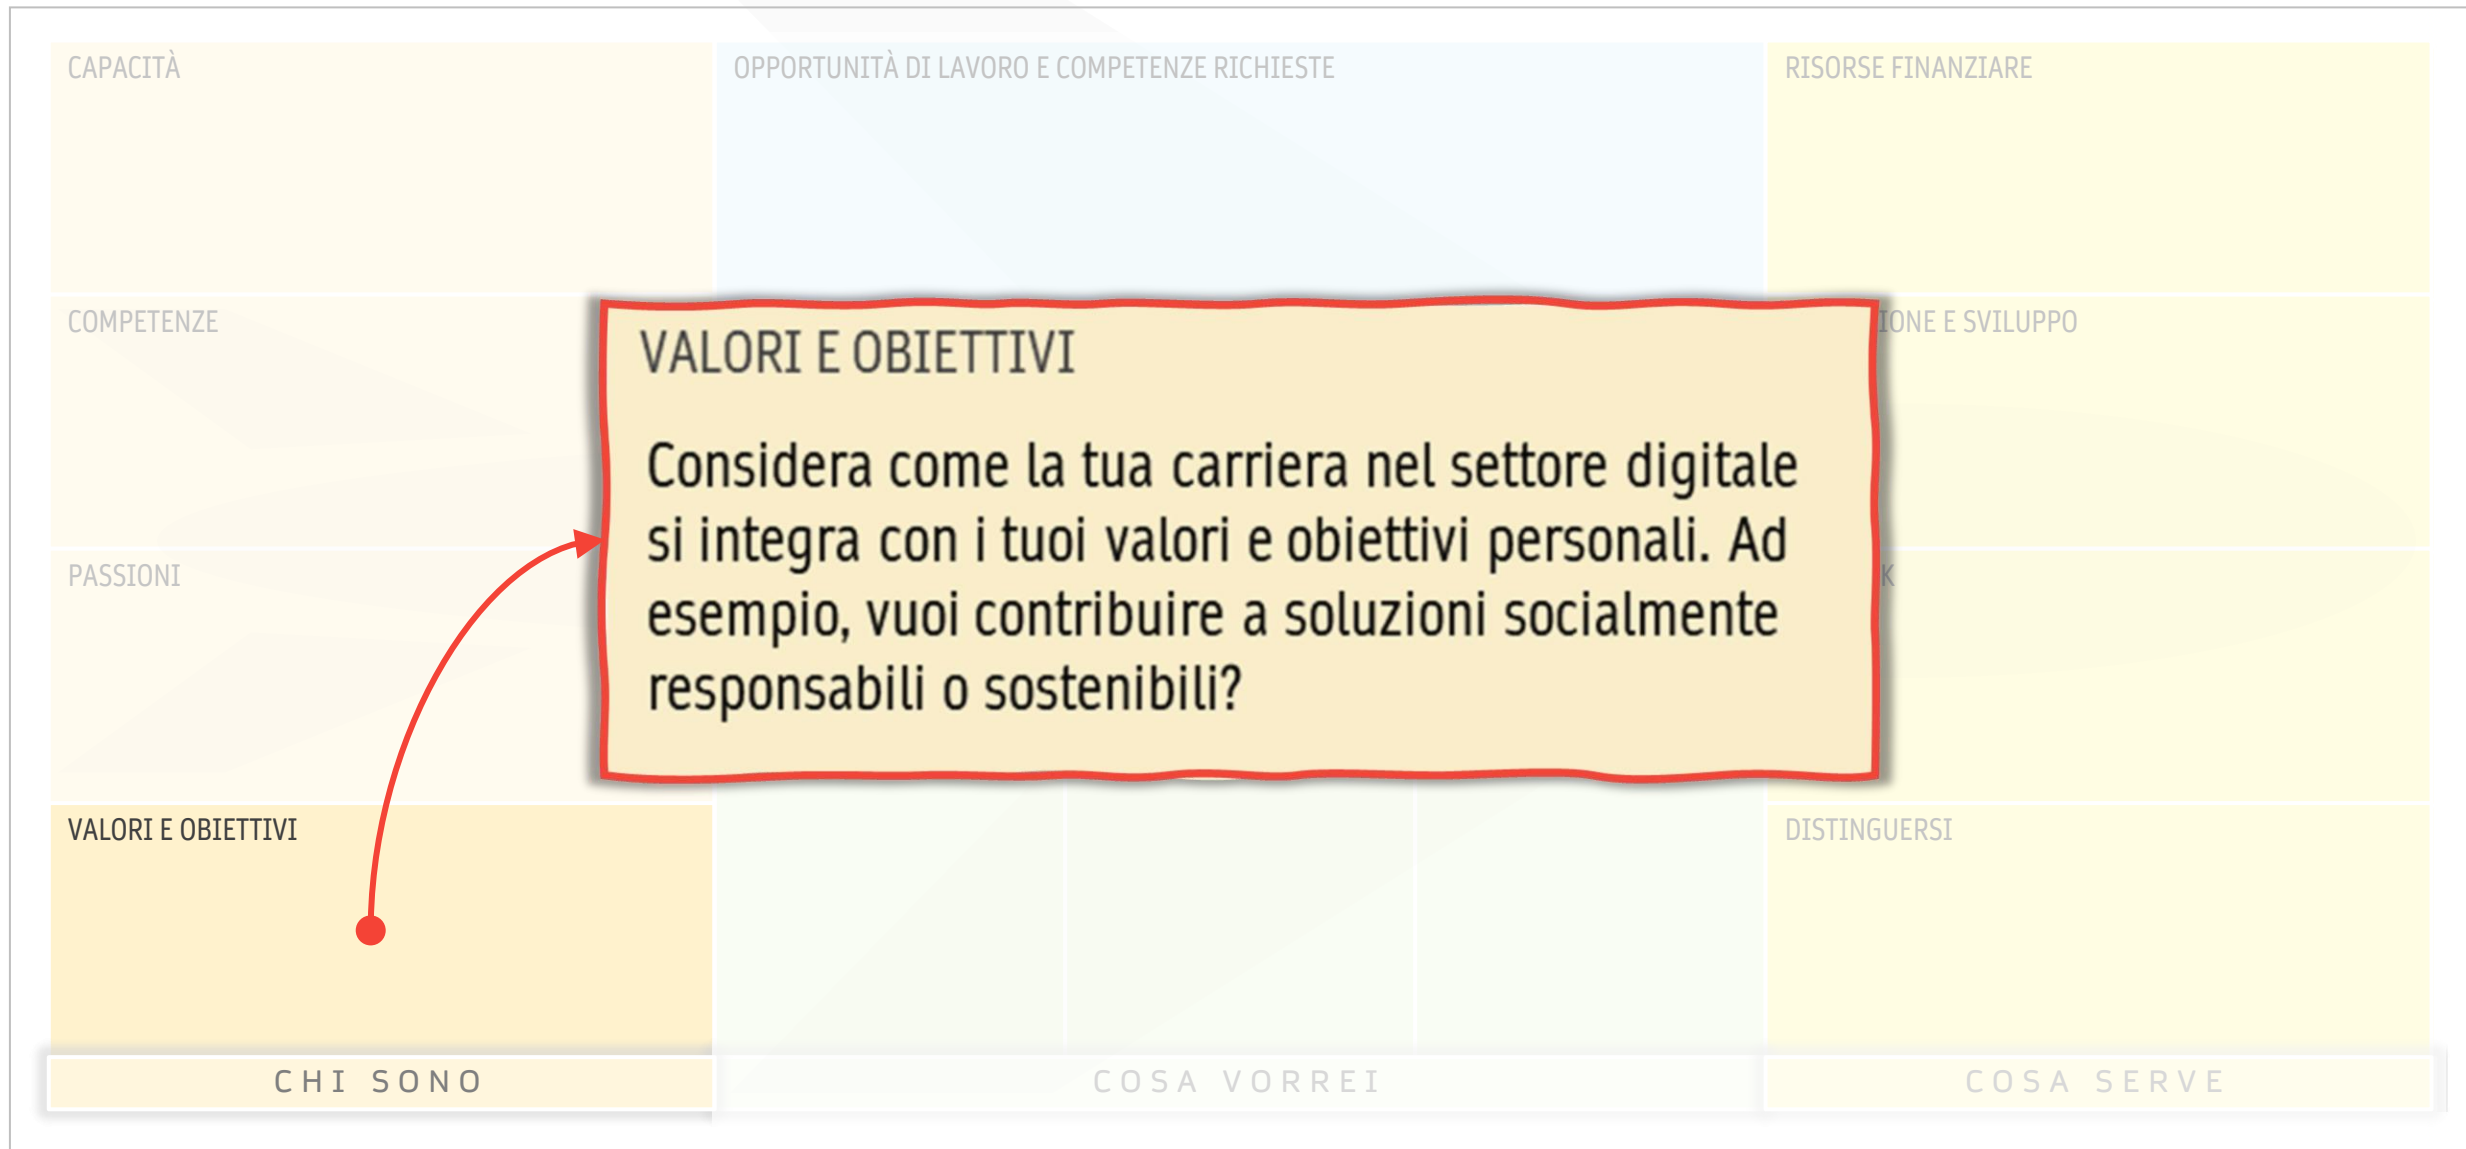 CAPACITÀ
OPPORTUNITÀ DI LAVORO E COMPETENZE RICHIESTE
RISORSE FINANZIARE
COMPETENZE
IONE E SVILUPPO
VALORI E OBIETTIVI
Considera come la tua carriera nel settore digitale
si integra con i tuoi valori e obiettivi personali. Ad
esempio, vuoi contribuire a soluzioni socialmente
responsabili o sostenibili?
PASSIONI
K
VALORI E OBIETTIVI
DISTINGUERSI
CHI SONO
COSA VORREI
COSA SERVE